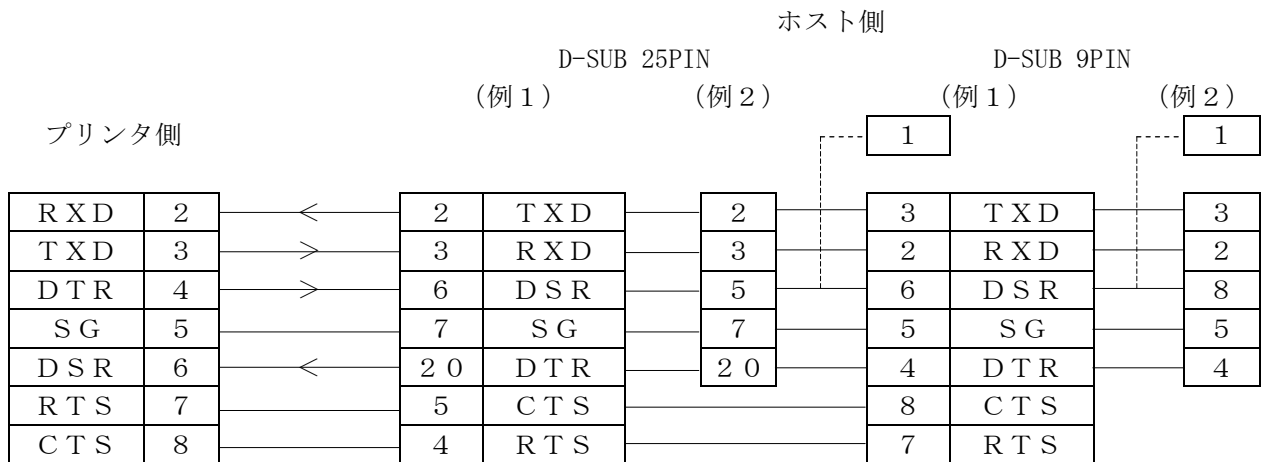 ホスト側
D-SUB 25PIN D-SUB 9PIN
(例1) (例2) (例1) (例2)
プリンタ側 1 1
RXD 2 2 TXD 2 3 TXD 3
TXD 3 3 RXD 3 2 RXD 2
DTR 4 6 DSR 5 6 DSR 8
SG 5 7 SG 7 5 SG 5
DSR 6 20 DTR 20 4 DTR 4
RTS 7 5 CTS 8 CTS
CTS 8 4 RTS 7 RTS